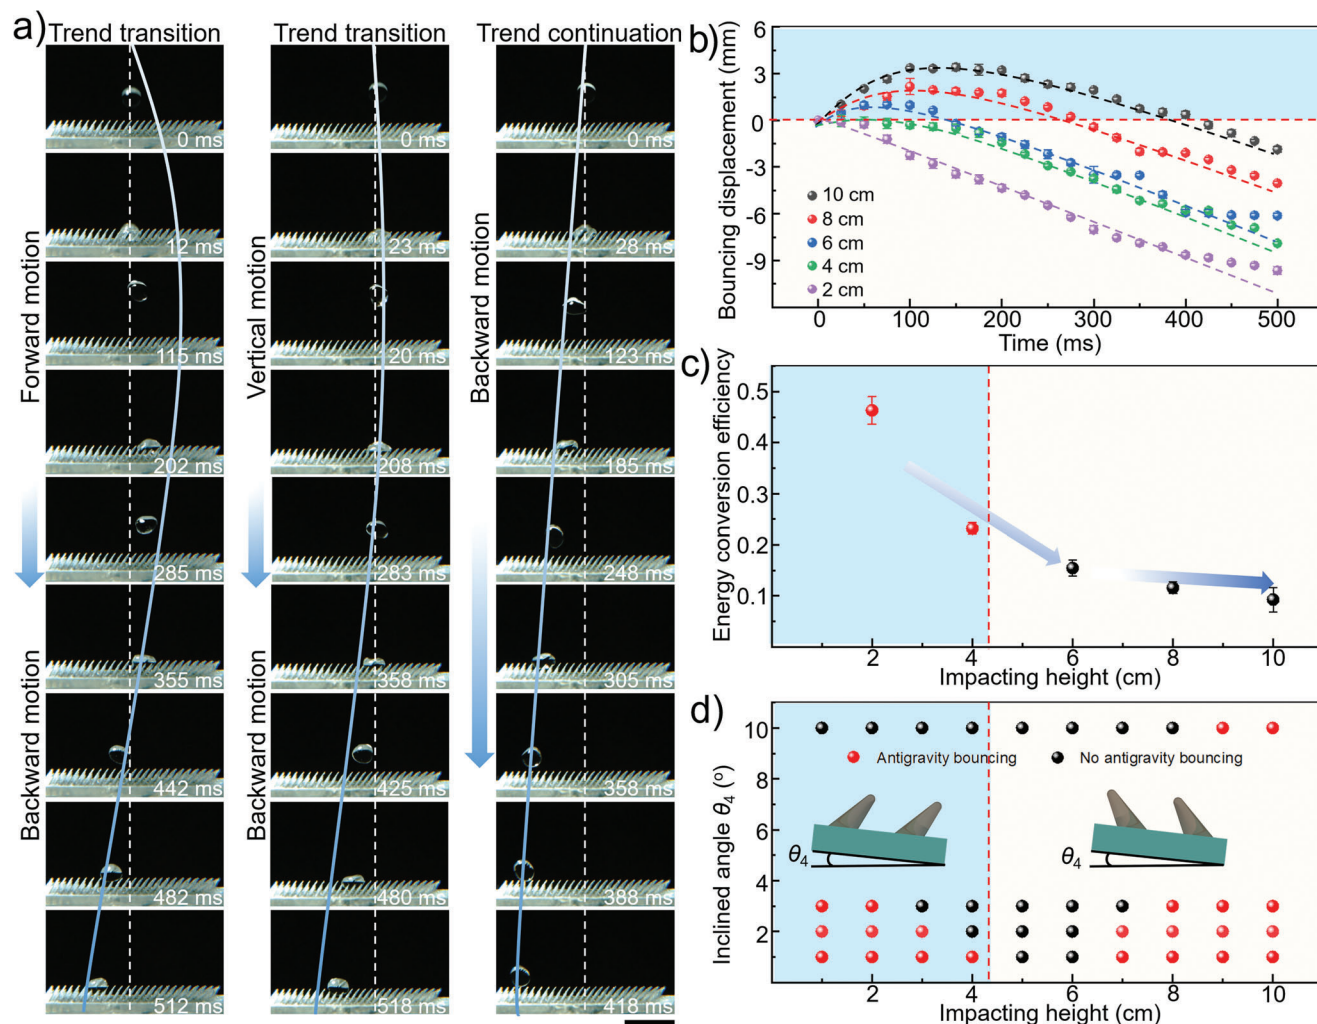 a)
Trend transition
Trend transition
Trend continuation
Forward motion
Backward motion
Vertical motion
Backward motion
Backward motion
0 ms
12 ms
115 ms
202 ms
285 ms
355 ms
442 ms
482 ms
512 ms
0 ms
23 ms
20 ms
208 ms
283 ms
358 ms
425 ms
480 ms
518 ms
0 ms
28 ms
123 ms
185 ms
248 ms
305 ms
358 ms
388 ms
418 ms
b)
Bouncing displacement (mm)
6
3
0
-3
-6
-9
10 cm
8 cm
6 cm
4 cm
2 cm
0 100 200 300 400 500
Time (ms)
c)
Energy conversion efficiency
0.5
0.4
0.3
0.2
0.1
2 4 6 8 10
Impacting height (cm)
d)
Inclined angle θ4 (o)
10
8
6
4
2
Antigravity bouncing
No antigravity bouncing
θ4
θ4
2 4 6 8 10
Impacting height (cm)